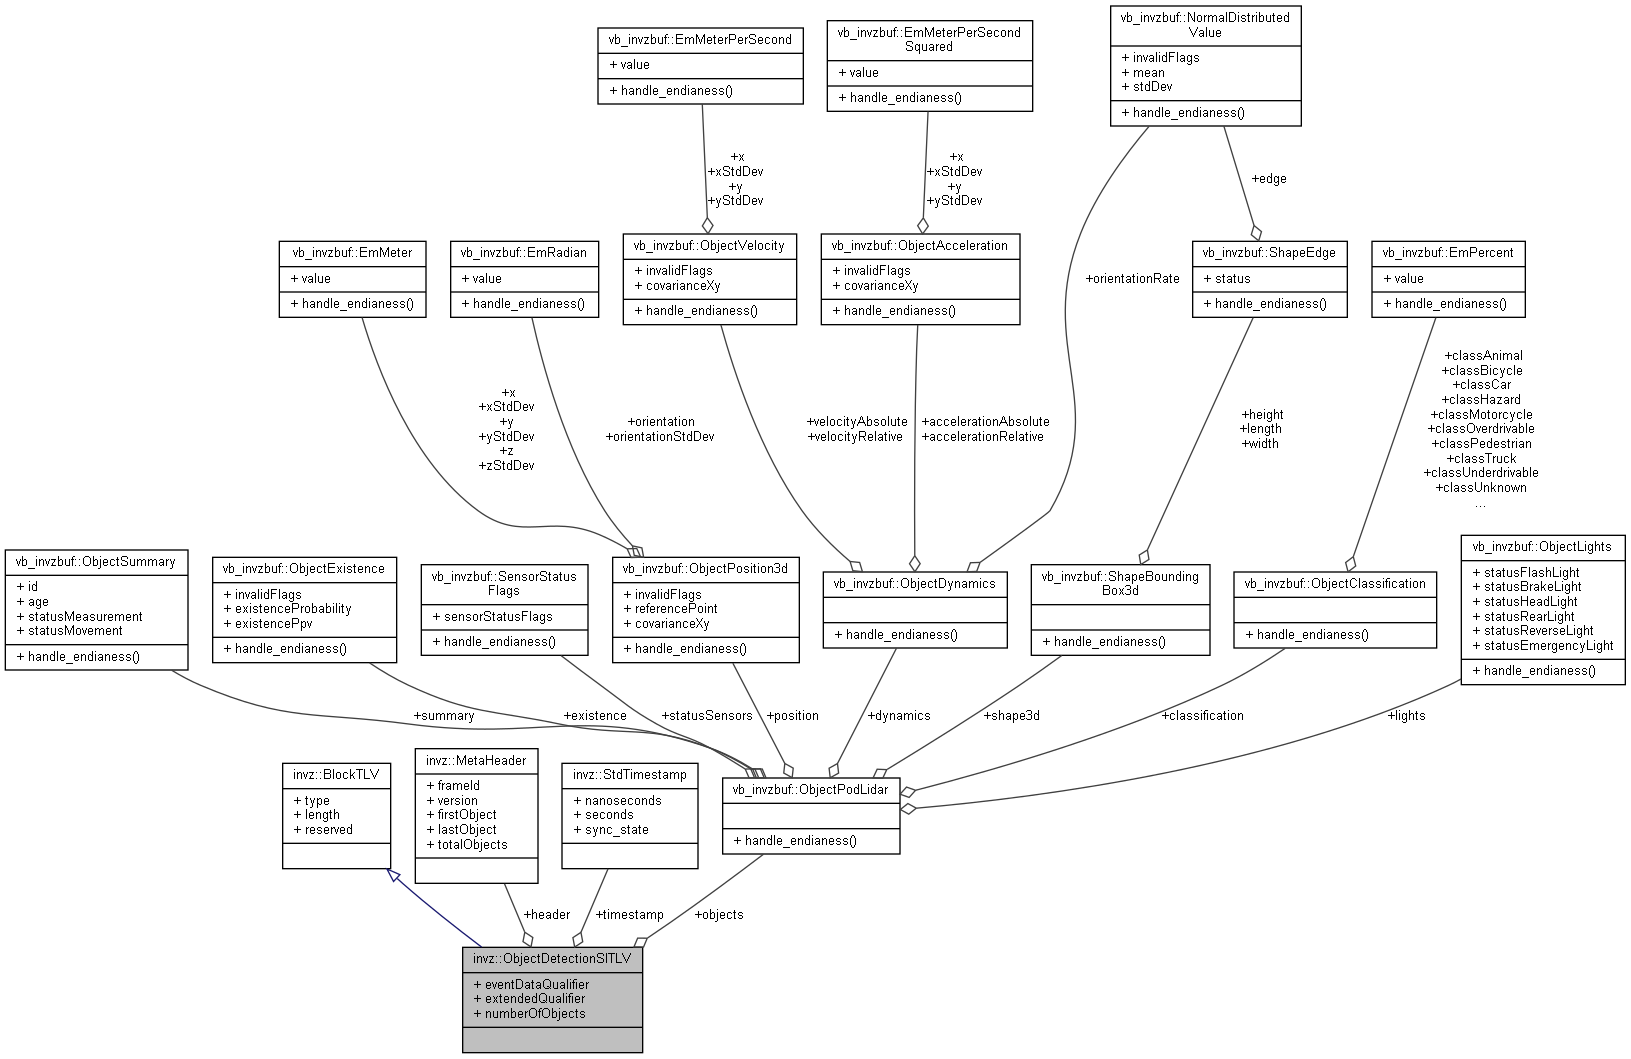 vb_invzbuf::EmMeterPerSecond
+ value
+ handle_endianess()
vb_invzbuf::EmMeterPerSecond
Squared
+ value
+ handle_endianess()
vb_invzbuf::NormalDistributed
Value
+ invalidFlags
+ mean
+ stdDev
+ handle_endianess()
+x
+xStdDev
+y
+yStdDev
+x
+xStdDev
+y
+yStdDev
+edge
vb_invzbuf::EmMeter
+ value
+ handle_endianess()
vb_invzbuf::EmRadian
+ value
+ handle_endianess()
vb_invzbuf::ObjectVelocity
+ invalidFlags
+ covarianceXy
+ handle_endianess()
vb_invzbuf::ObjectAcceleration
+ invalidFlags
+ covarianceXy
+ handle_endianess()
+orientationRate
vb_invzbuf::ShapeEdge
+ status
+ handle_endianess()
vb_invzbuf::EmPercent
+ value
+ handle_endianess()
+x
+xStdDev
+y
+yStdDev
+z
+zStdDev
+orientation
+orientationStdDev
+velocityAbsolute
+velocityRelative
+accelerationAbsolute
+accelerationRelative
+height
+length
+width
+classAnimal
+classBicycle
+classCar
+classHazard
+classMotorcycle
+classOverdrivable
+classPedestrian
+classTruck
+classUnderdrivable
+classUnknown
...
vb_invzbuf::ObjectSummary
+ id
+ age
+ statusMeasurement
+ statusMovement
+ handle_endianess()
vb_invzbuf::ObjectExistence
+ invalidFlags
+ existenceProbability
+ existencePpv
+ handle_endianess()
vb_invzbuf::SensorStatus
Flags
+ sensorStatusFlags
+ handle_endianess()
vb_invzbuf::ObjectPosition3d
+ invalidFlags
+ referencePoint
+ covarianceXy
+ handle_endianess()
vb_invzbuf::ObjectDynamics
+ handle_endianess()
vb_invzbuf::ShapeBounding
Box3d
+ handle_endianess()
vb_invzbuf::ObjectClassification
+ handle_endianess()
vb_invzbuf::ObjectLights
+ statusFlashLight
+ statusBrakeLight
+ statusHeadLight
+ statusRearLight
+ statusReverseLight
+ statusEmergencyLight
+ handle_endianess()
+summary
+existence
+statusSensors
+position
+dynamics
+shape3d
+classification
+lights
invz::BlockTLV
+ type
+ length
+ reserved
invz::MetaHeader
+ frameId
+ version
+ firstObject
+ lastObject
+ totalObjects
invz::StdTimestamp
+ nanoseconds
+ seconds
+ sync_state
vb_invzbuf::ObjectPodLidar
+ handle_endianess()
+header
+timestamp
+objects
invz::ObjectDetectionSITLV
+ eventDataQualifier
+ extendedQualifier
+ numberOfObjects